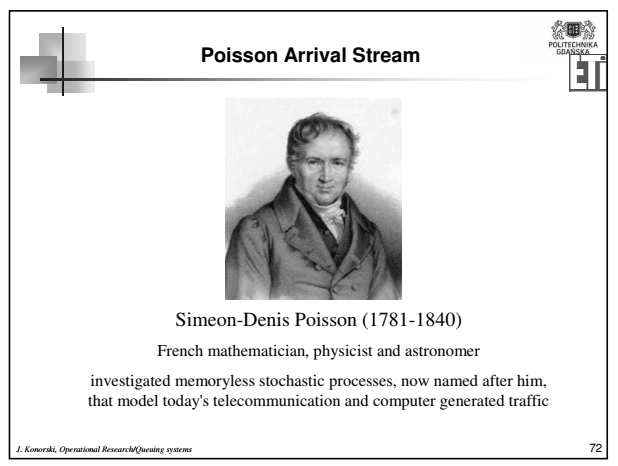 Poisson Arrival Stream
POLITECHNIKA
GDAŃSKA
ETI
Simeon-Denis Poisson (1781-1840)
French mathematician, physicist and astronomer
investigated memoryless stochastic processes, now named after him,
that model today's telecommunication and computer generated traffic
J. Konorski, Operational Research/Queuing systems
72